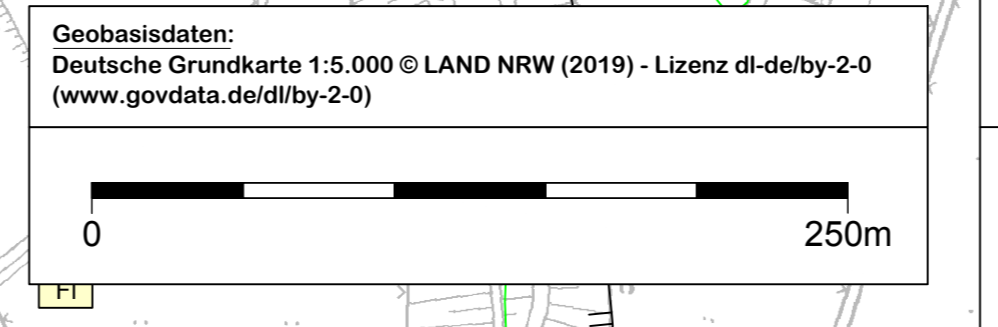 Geobasisdaten:
Deutsche Grundkarte 1:5.000 © LAND NRW (2019) - Lizenz dl-de/by-2-0
(www.govdata.de/dl/by-2-0)
0 250m